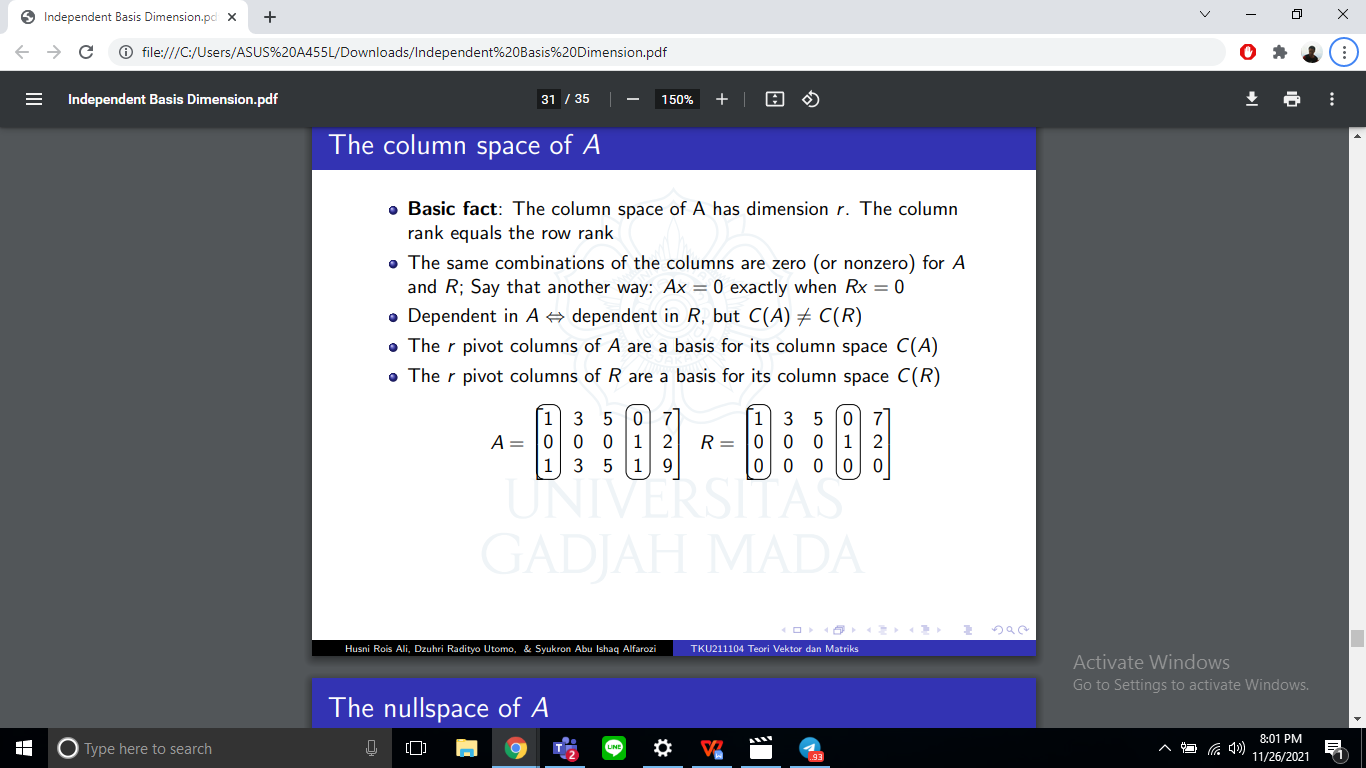 Independent Basis Dimension.pd
file:///C:/Users/ASUS%20A455L/Downloads/Independent%20Basis%20Dimension.pdf
Independent Basis Dimension.pdf
31 / 35
150%
The column space of A
Basic fact: The column space of A has dimension r. The column
rank equals the row rank
The same combinations of the columns are zero (or nonzero) for A
and R; Say that another way: Ax = 0 exactly when Rx = 0
Dependent in A ⇔ dependent in R, but C(A) ≠ C(R)
The r pivot columns of A are a basis for its column space C(A)
The r pivot columns of R are a basis for its column space C(R)
1 3 5 0 7 1 3 5 0 7
A = 0 0 0 1 2 R = 0 0 0 1 2
1 3 5 1 9 0 0 0 0 0
UNIVERSITAS
GADJAH MADA
Husni Rois Ali, Dzuhri Radityo Utomo, & Syukron Abu Ishaq Alfarozi TKU211104 Teori Vektor dan Matriks
Activate Windows
Go to Settings to activate Windows.
The nullspace of A
Type here to search
2
LINE
W
93
8:01 PM
11/26/2021
1